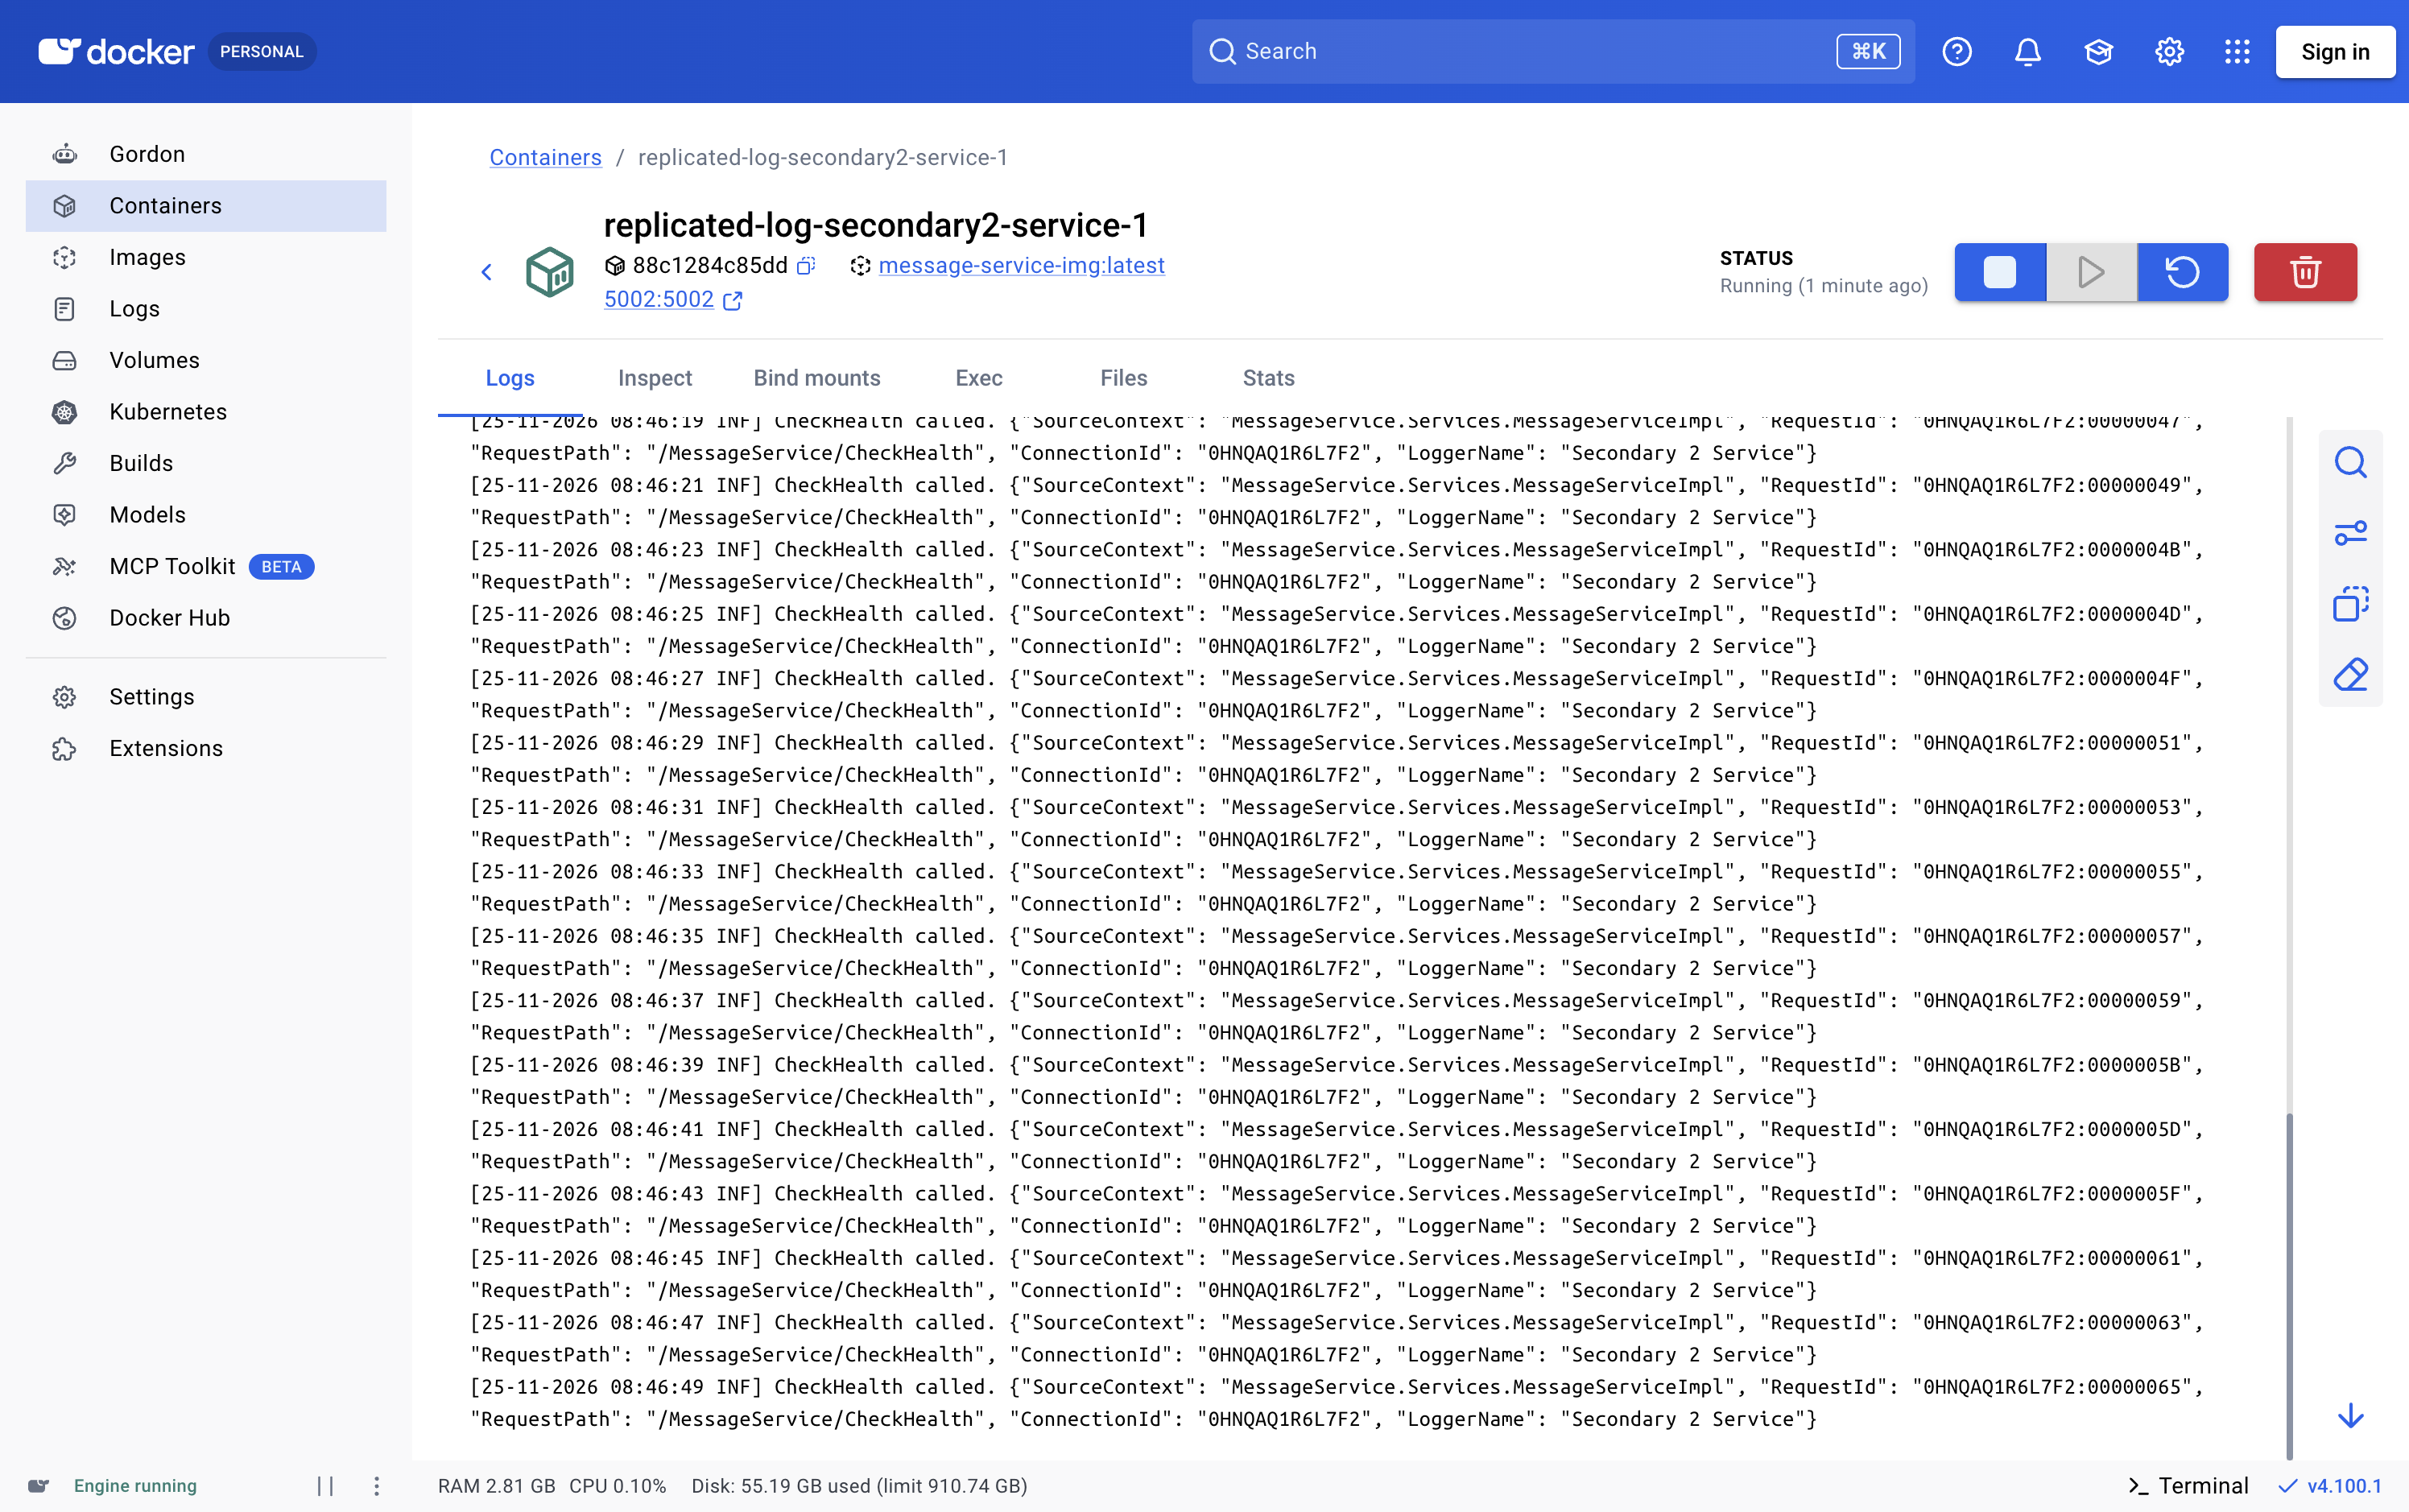 docker PERSONAL
Search ⌘K
Sign in
Gordon
Containers
Images
Logs
Volumes
Kubernetes
Builds
Models
MCP Toolkit BETA
Docker Hub
Settings
Extensions
Containers / replicated-log-secondary2-service-1
replicated-log-secondary2-service-1
88c1284c85dd message-service-img:latest
5002:5002
STATUS
Running (1 minute ago)
Logs Inspect Bind mounts Exec Files Stats
[25-11-2026 08:46:19 INF] CheckHealth called. {"SourceContext": "MessageService.Services.MessageServiceImpl", "RequestId": "0HNQAQ1R6L7F2:00000047",
"RequestPath": "/MessageService/CheckHealth", "ConnectionId": "0HNQAQ1R6L7F2", "LoggerName": "Secondary 2 Service"}
[25-11-2026 08:46:21 INF] CheckHealth called. {"SourceContext": "MessageService.Services.MessageServiceImpl", "RequestId": "0HNQAQ1R6L7F2:00000049",
"RequestPath": "/MessageService/CheckHealth", "ConnectionId": "0HNQAQ1R6L7F2", "LoggerName": "Secondary 2 Service"}
[25-11-2026 08:46:23 INF] CheckHealth called. {"SourceContext": "MessageService.Services.MessageServiceImpl", "RequestId": "0HNQAQ1R6L7F2:0000004B",
"RequestPath": "/MessageService/CheckHealth", "ConnectionId": "0HNQAQ1R6L7F2", "LoggerName": "Secondary 2 Service"}
[25-11-2026 08:46:25 INF] CheckHealth called. {"SourceContext": "MessageService.Services.MessageServiceImpl", "RequestId": "0HNQAQ1R6L7F2:0000004D",
"RequestPath": "/MessageService/CheckHealth", "ConnectionId": "0HNQAQ1R6L7F2", "LoggerName": "Secondary 2 Service"}
[25-11-2026 08:46:27 INF] CheckHealth called. {"SourceContext": "MessageService.Services.MessageServiceImpl", "RequestId": "0HNQAQ1R6L7F2:0000004F",
"RequestPath": "/MessageService/CheckHealth", "ConnectionId": "0HNQAQ1R6L7F2", "LoggerName": "Secondary 2 Service"}
[25-11-2026 08:46:29 INF] CheckHealth called. {"SourceContext": "MessageService.Services.MessageServiceImpl", "RequestId": "0HNQAQ1R6L7F2:00000051",
"RequestPath": "/MessageService/CheckHealth", "ConnectionId": "0HNQAQ1R6L7F2", "LoggerName": "Secondary 2 Service"}
[25-11-2026 08:46:31 INF] CheckHealth called. {"SourceContext": "MessageService.Services.MessageServiceImpl", "RequestId": "0HNQAQ1R6L7F2:00000053",
"RequestPath": "/MessageService/CheckHealth", "ConnectionId": "0HNQAQ1R6L7F2", "LoggerName": "Secondary 2 Service"}
[25-11-2026 08:46:33 INF] CheckHealth called. {"SourceContext": "MessageService.Services.MessageServiceImpl", "RequestId": "0HNQAQ1R6L7F2:00000055",
"RequestPath": "/MessageService/CheckHealth", "ConnectionId": "0HNQAQ1R6L7F2", "LoggerName": "Secondary 2 Service"}
[25-11-2026 08:46:35 INF] CheckHealth called. {"SourceContext": "MessageService.Services.MessageServiceImpl", "RequestId": "0HNQAQ1R6L7F2:00000057",
"RequestPath": "/MessageService/CheckHealth", "ConnectionId": "0HNQAQ1R6L7F2", "LoggerName": "Secondary 2 Service"}
[25-11-2026 08:46:37 INF] CheckHealth called. {"SourceContext": "MessageService.Services.MessageServiceImpl", "RequestId": "0HNQAQ1R6L7F2:00000059",
"RequestPath": "/MessageService/CheckHealth", "ConnectionId": "0HNQAQ1R6L7F2", "LoggerName": "Secondary 2 Service"}
[25-11-2026 08:46:39 INF] CheckHealth called. {"SourceContext": "MessageService.Services.MessageServiceImpl", "RequestId": "0HNQAQ1R6L7F2:0000005B",
"RequestPath": "/MessageService/CheckHealth", "ConnectionId": "0HNQAQ1R6L7F2", "LoggerName": "Secondary 2 Service"}
[25-11-2026 08:46:41 INF] CheckHealth called. {"SourceContext": "MessageService.Services.MessageServiceImpl", "RequestId": "0HNQAQ1R6L7F2:0000005D",
"RequestPath": "/MessageService/CheckHealth", "ConnectionId": "0HNQAQ1R6L7F2", "LoggerName": "Secondary 2 Service"}
[25-11-2026 08:46:43 INF] CheckHealth called. {"SourceContext": "MessageService.Services.MessageServiceImpl", "RequestId": "0HNQAQ1R6L7F2:0000005F",
"RequestPath": "/MessageService/CheckHealth", "ConnectionId": "0HNQAQ1R6L7F2", "LoggerName": "Secondary 2 Service"}
[25-11-2026 08:46:45 INF] CheckHealth called. {"SourceContext": "MessageService.Services.MessageServiceImpl", "RequestId": "0HNQAQ1R6L7F2:00000061",
"RequestPath": "/MessageService/CheckHealth", "ConnectionId": "0HNQAQ1R6L7F2", "LoggerName": "Secondary 2 Service"}
[25-11-2026 08:46:47 INF] CheckHealth called. {"SourceContext": "MessageService.Services.MessageServiceImpl", "RequestId": "0HNQAQ1R6L7F2:00000063",
"RequestPath": "/MessageService/CheckHealth", "ConnectionId": "0HNQAQ1R6L7F2", "LoggerName": "Secondary 2 Service"}
[25-11-2026 08:46:49 INF] CheckHealth called. {"SourceContext": "MessageService.Services.MessageServiceImpl", "RequestId": "0HNQAQ1R6L7F2:00000065",
"RequestPath": "/MessageService/CheckHealth", "ConnectionId": "0HNQAQ1R6L7F2", "LoggerName": "Secondary 2 Service"}
Engine running
RAM 2.81 GB CPU 0.10% Disk: 55.19 GB used (limit 910.74 GB)
Terminal
v4.100.1